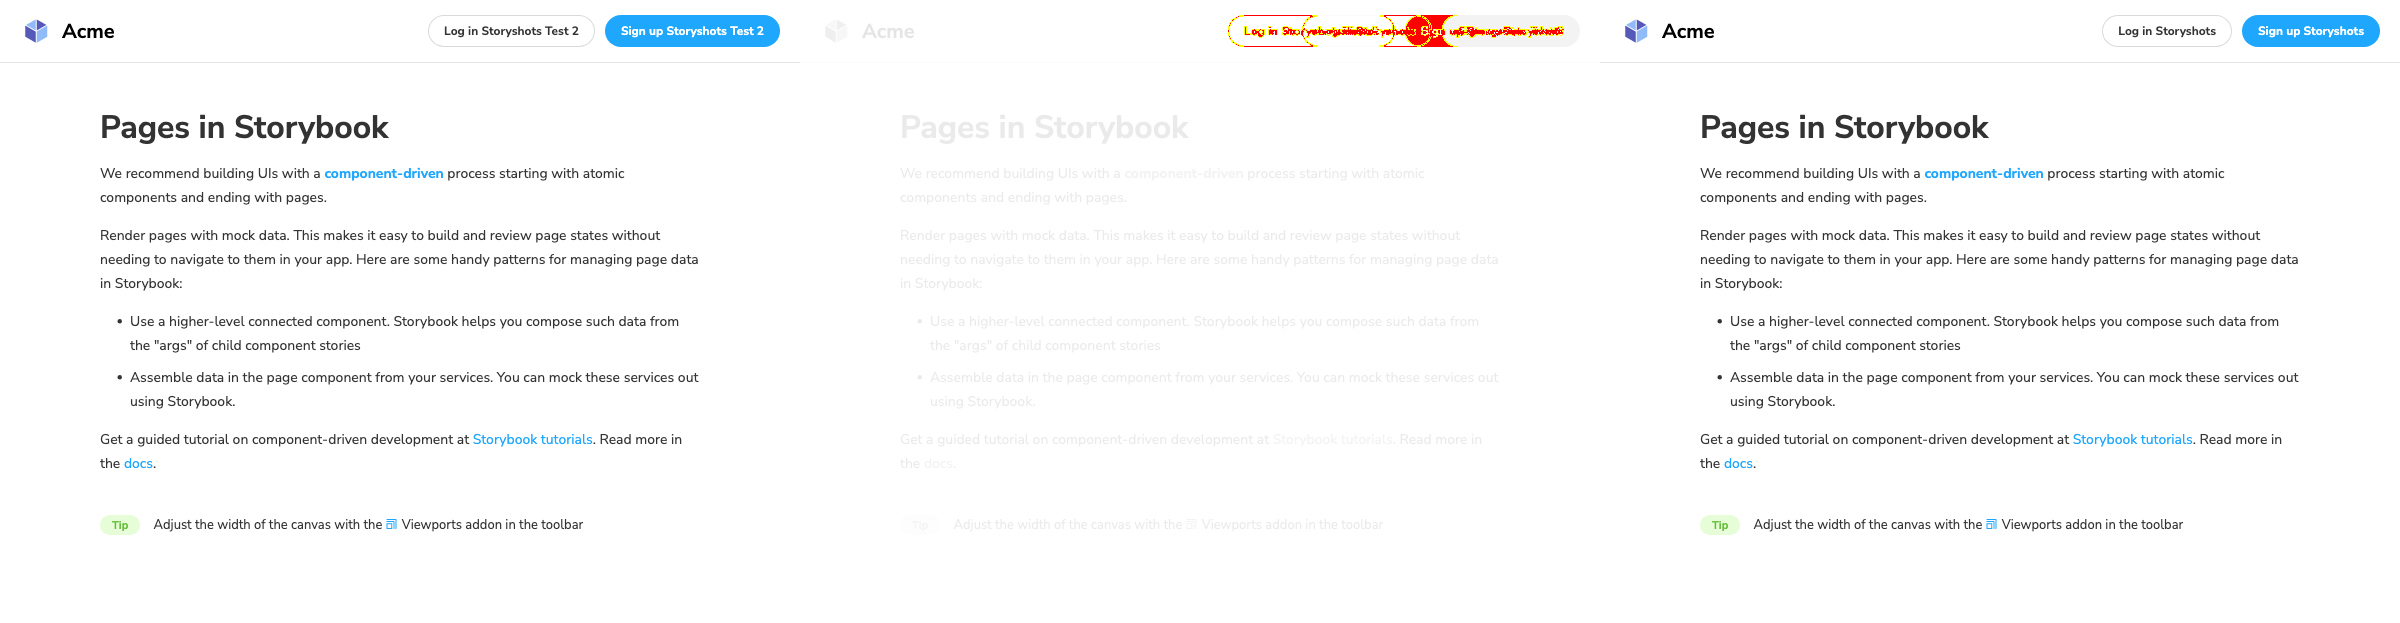 Acme
Log in Storyshots Test 2
Sign up Storyshots Test 2
Pages in Storybook
We recommend building UIs with a component-driven process starting with atomic
components and ending with pages.
Render pages with mock data. This makes it easy to build and review page states without
needing to navigate to them in your app. Here are some handy patterns for managing page data
in Storybook:
• Use a higher-level connected component. Storybook helps you compose such data from
the "args" of child component stories
• Assemble data in the page component from your services. You can mock these services out
using Storybook.
Get a guided tutorial on component-driven development at Storybook tutorials. Read more in
the docs.
Tip Adjust the width of the canvas with the Viewports addon in the toolbar
Acme
Log in
Pages in Storybook
We recommend building UIs with a component-driven process starting with atomic
components and ending with pages.
Render pages with mock data. This makes it easy to build and review page states without
needing to navigate to them in your app. Here are some handy patterns for managing page data
in Storybook:
• Use a higher-level connected component. Storybook helps you compose such data from
the "args" of child component stories
• Assemble data in the page component from your services. You can mock these services out
using Storybook.
Get a guided tutorial on component-driven development at Storybook tutorials. Read more in
the docs.
Tip Adjust the width of the canvas with the Viewports addon in the toolbar
Acme
Log in Storyshots
Sign up Storyshots
Pages in Storybook
We recommend building UIs with a component-driven process starting with atomic
components and ending with pages.
Render pages with mock data. This makes it easy to build and review page states without
needing to navigate to them in your app. Here are some handy patterns for managing page data
in Storybook:
• Use a higher-level connected component. Storybook helps you compose such data from
the "args" of child component stories
• Assemble data in the page component from your services. You can mock these services out
using Storybook.
Get a guided tutorial on component-driven development at Storybook tutorials. Read more in
the docs.
Tip Adjust the width of the canvas with the Viewports addon in the toolbar